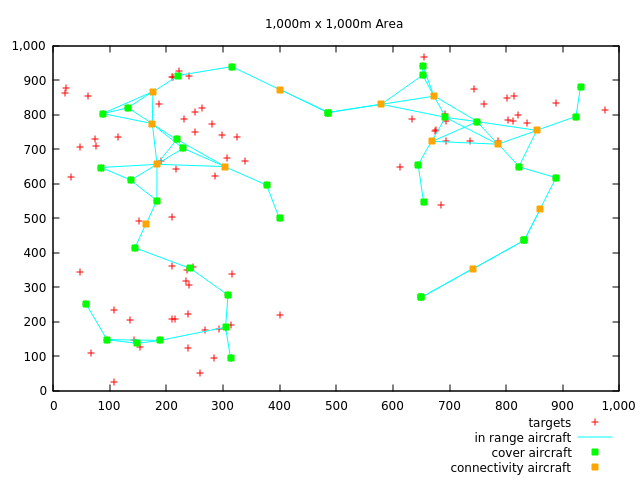 1,000m x 1,000m Area
1,000
900
800
700
600
500
400
300
200
100
0
0 100 200 300 400 500 600 700 800 900 1,000
targets
in range aircraft
cover aircraft
connectivity aircraft